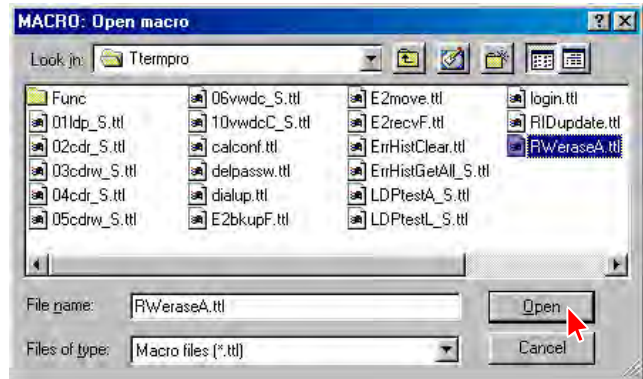 MACRO: Open macro
Look in: Ttermpro
Func
01ldp_S.ttl
02cdr_S.ttl
03cdrw_S.ttl
04cdr_S.ttl
05cdrw_S.ttl
06vwdc_S.ttl
10vwdcC_S.ttl
calconf.ttl
delpassw.ttl
dialup.ttl
E2bkupF.ttl
E2move.ttl
E2recvF.ttl
ErrHistClear.ttl
ErrHistGetAll_S.ttl
LDPtestA_S.ttl
LDPtestL_S.ttl
login.ttl
RIDupdate.ttl
RWeraseA.ttl
File name: RWeraseA.ttl Open
Files of type: Macro files (*.ttl) Cancel